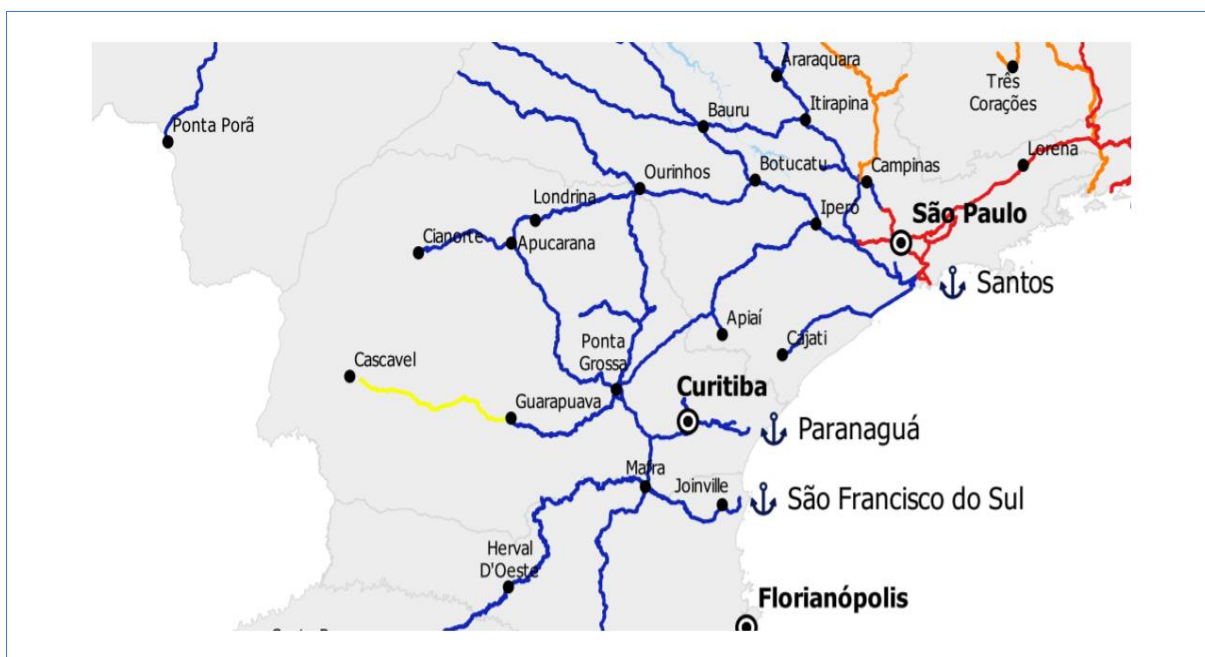 Araraquara
Três
Corações
Itirapina
Bauru
Ponta Porã
Lorena
Botucatu
Campinas
Ourinhos
Londrina
Ipero
São Paulo
Cianorte
Apucarana
Santos
Apiaí
Cajati
Ponta
Grossa
Cascavel
Curitiba
Guarapuava
Paranaguá
Mafra
Joinville
São Francisco do Sul
Herval
D'Oeste
Florianópolis